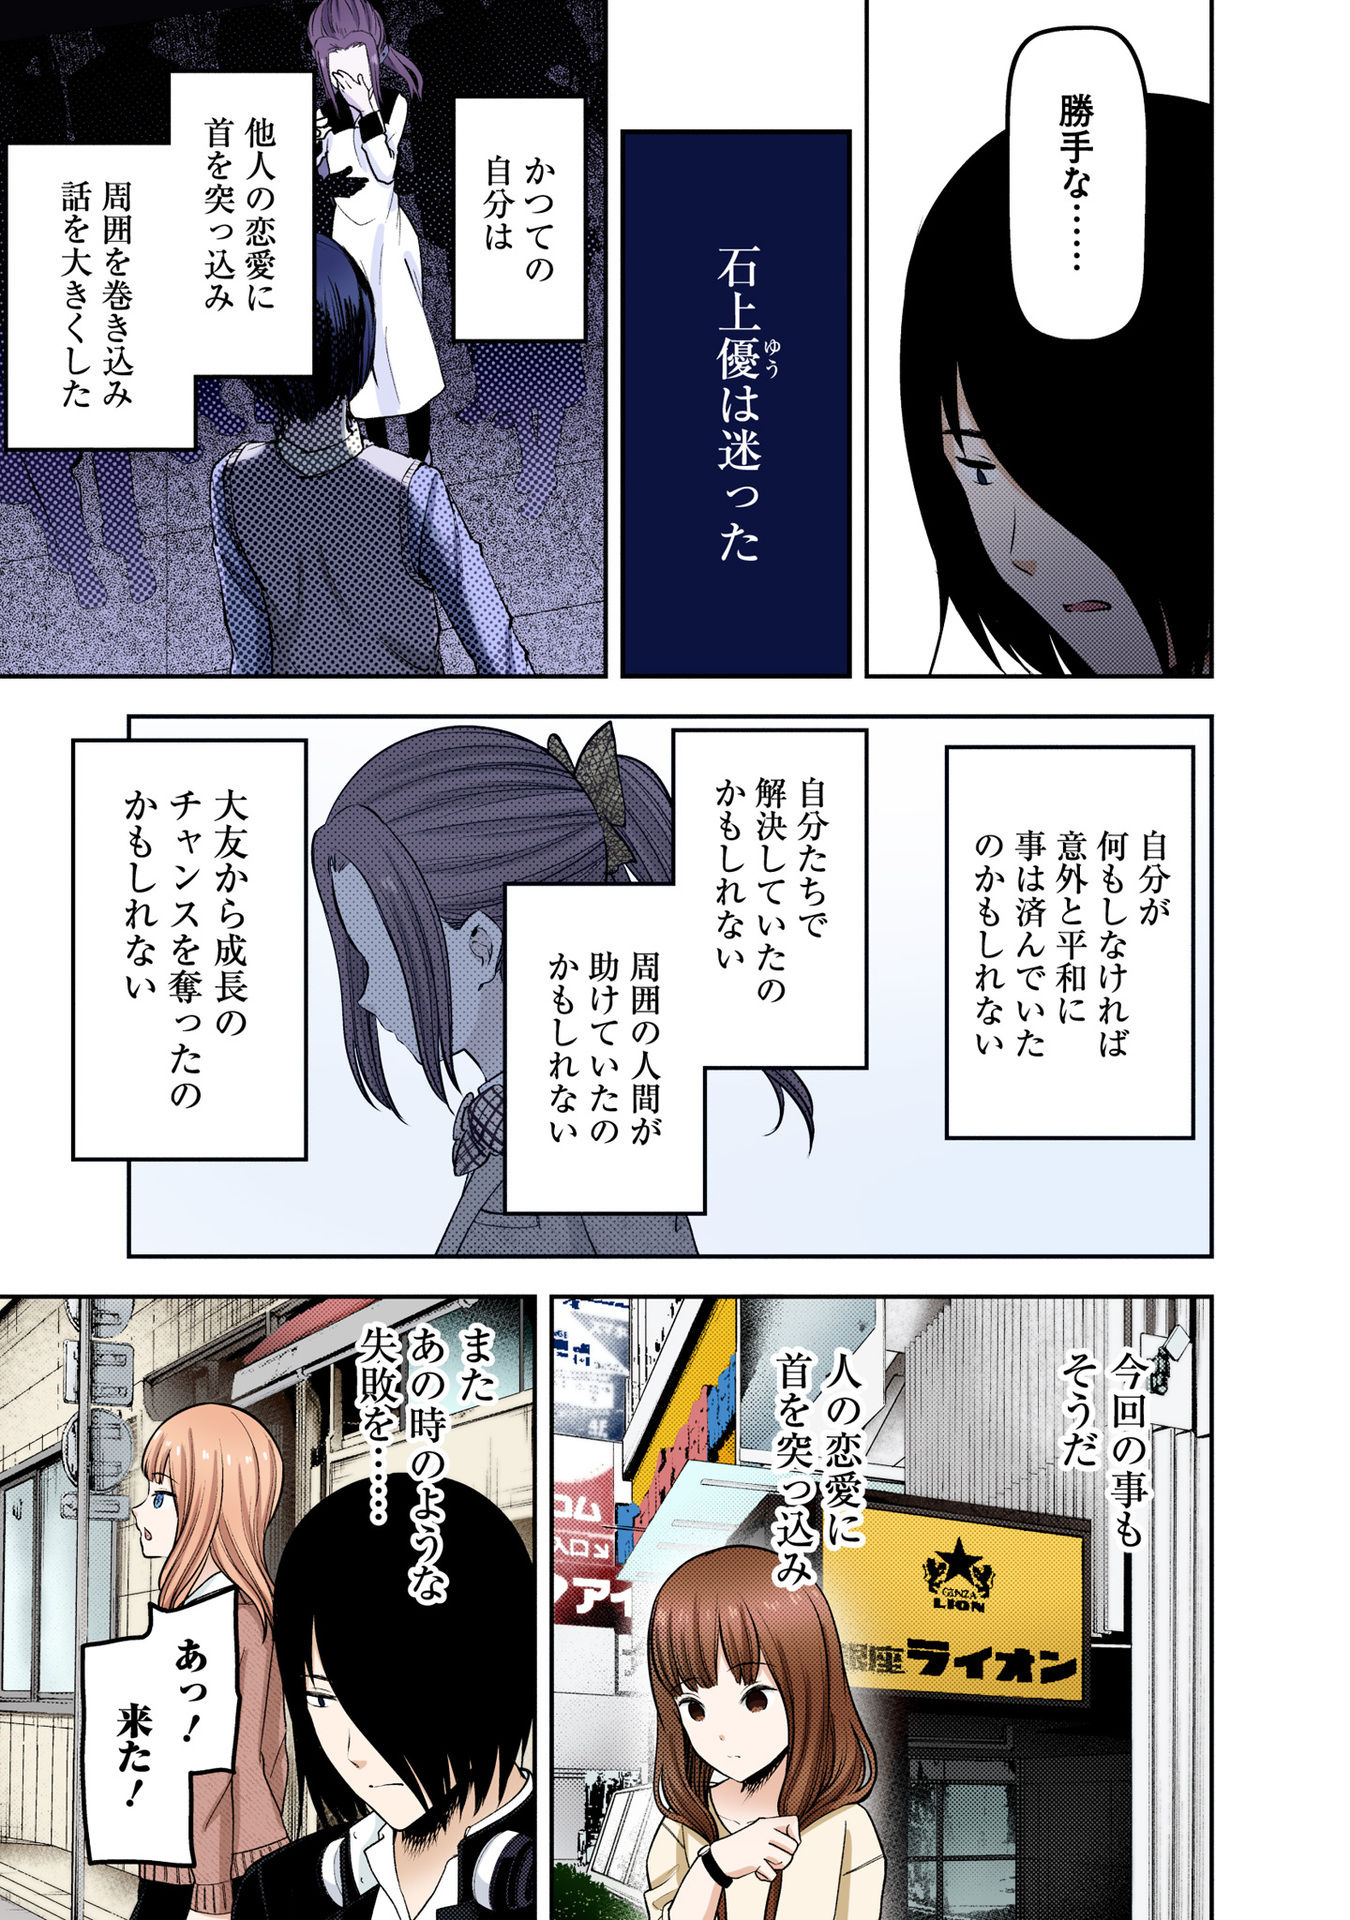 勝手な……
石上優は迷った
ゆう
かつての
自分は
他人の恋愛に
首を突っ込み
周囲を巻き込み
話を大きくした
自分が
何もしなければ
意外と平和に
事は済んでいた
のかもしれない
自分たちで
解決していたの
かもしれない
周囲の人間が
助けていたの
かもしれない
大友から成長の
チャンスを奪ったの
かもしれない
今回の事も
そうだ
人の恋愛に
首を突っ込み
GINZA
LION
銀座ライオン
コム
入口
アイ
また
あの時のような
失敗を……
あっ！
来た！